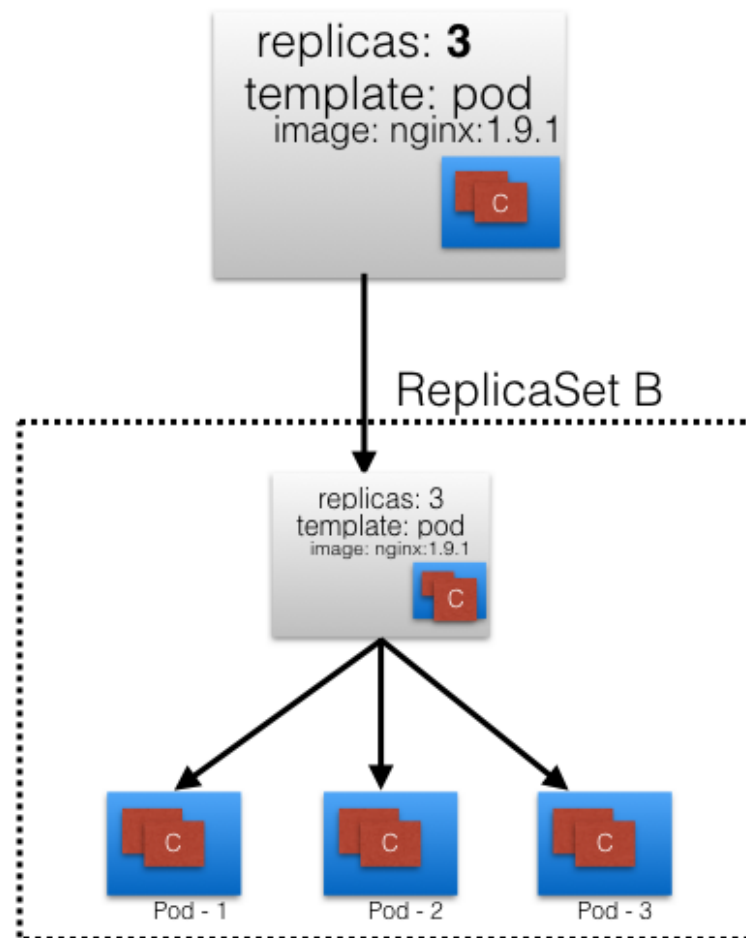 replicas: 3
template: pod
image: nginx:1.9.1
C
ReplicaSet B
replicas: 3
template: pod
image: nginx:1.9.1
C
C
C
C
Pod - 1
Pod - 2
Pod - 3